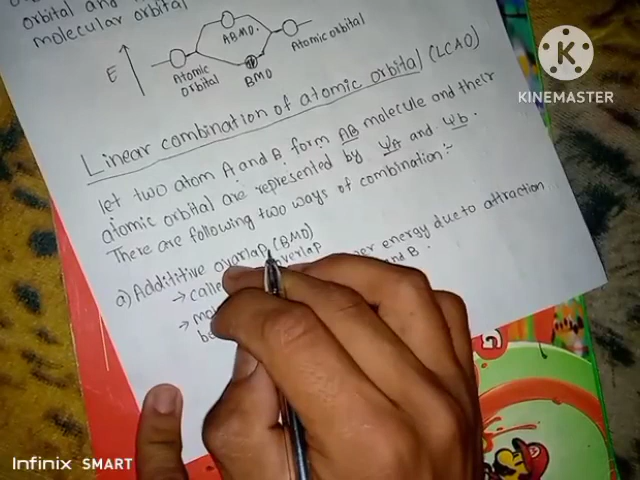 orbital and
molecular orbital
E
ABMO.
Atomic orbital
Atomic
orbital
BMO
Linear combination of atomic orbital (LCAO)
let two atom A and B form AB molecule and their
atomic orbital are represented by ΨA and Ψb.
There are following two ways of combination:-
a) Addititive overlap (BMO)
→ overlap
→ energy due to attraction
and B.
K
KINEMASTER
G
Infinix SMART